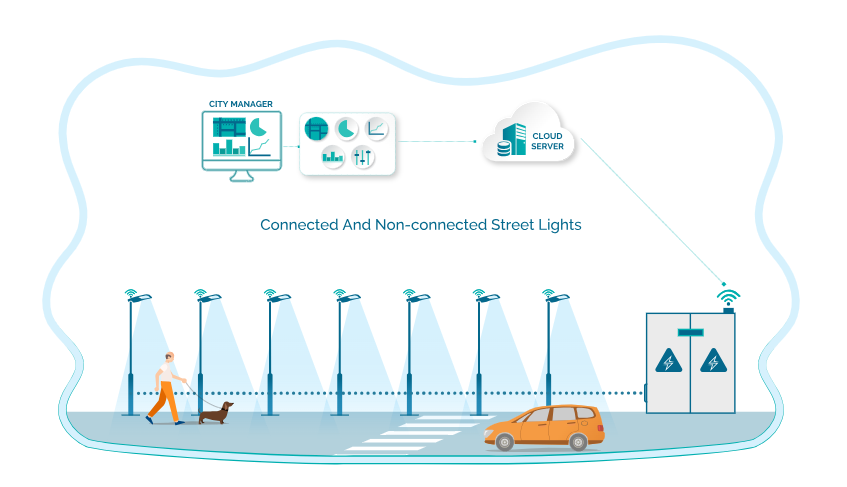 CITY MANAGER
CLOUD
SERVER
Connected And Non-connected Street Lights